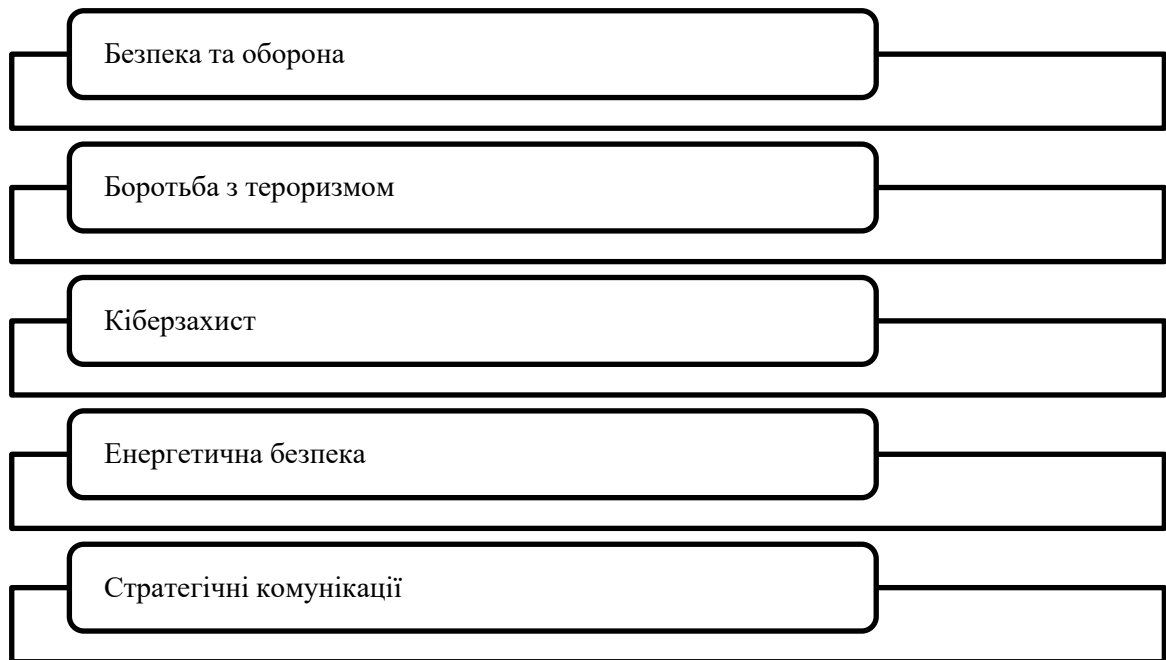 Безпека та оборона
Боротьба з тероризмом
Кіберзахист
Енергетична безпека
Стратегічні комунікації